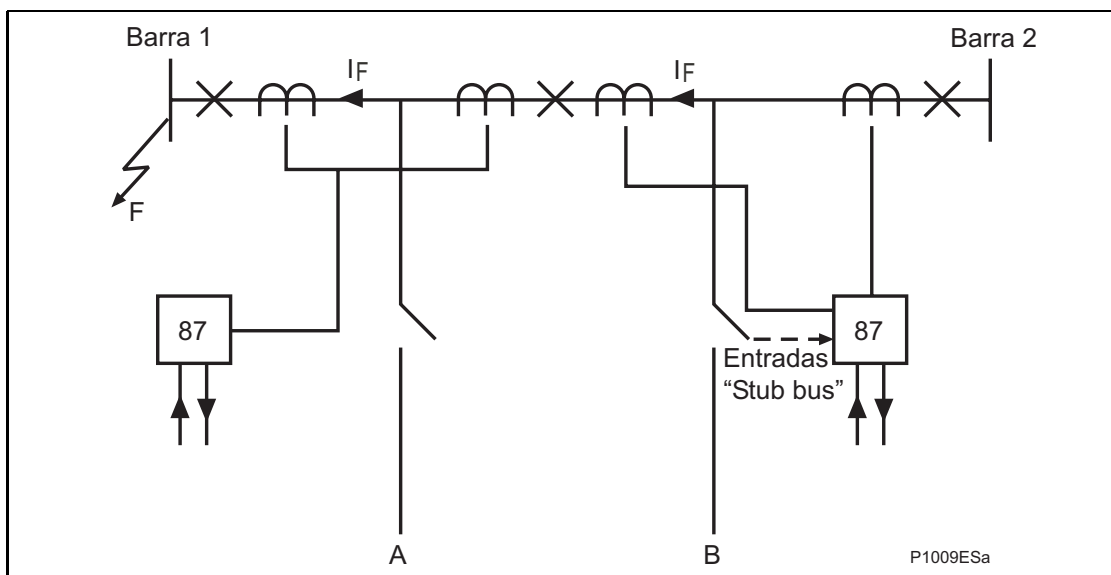 Barra 1
Barra 2
IF
IF
F
87
87
Entradas
“Stub bus”
A
B
P1009ESa